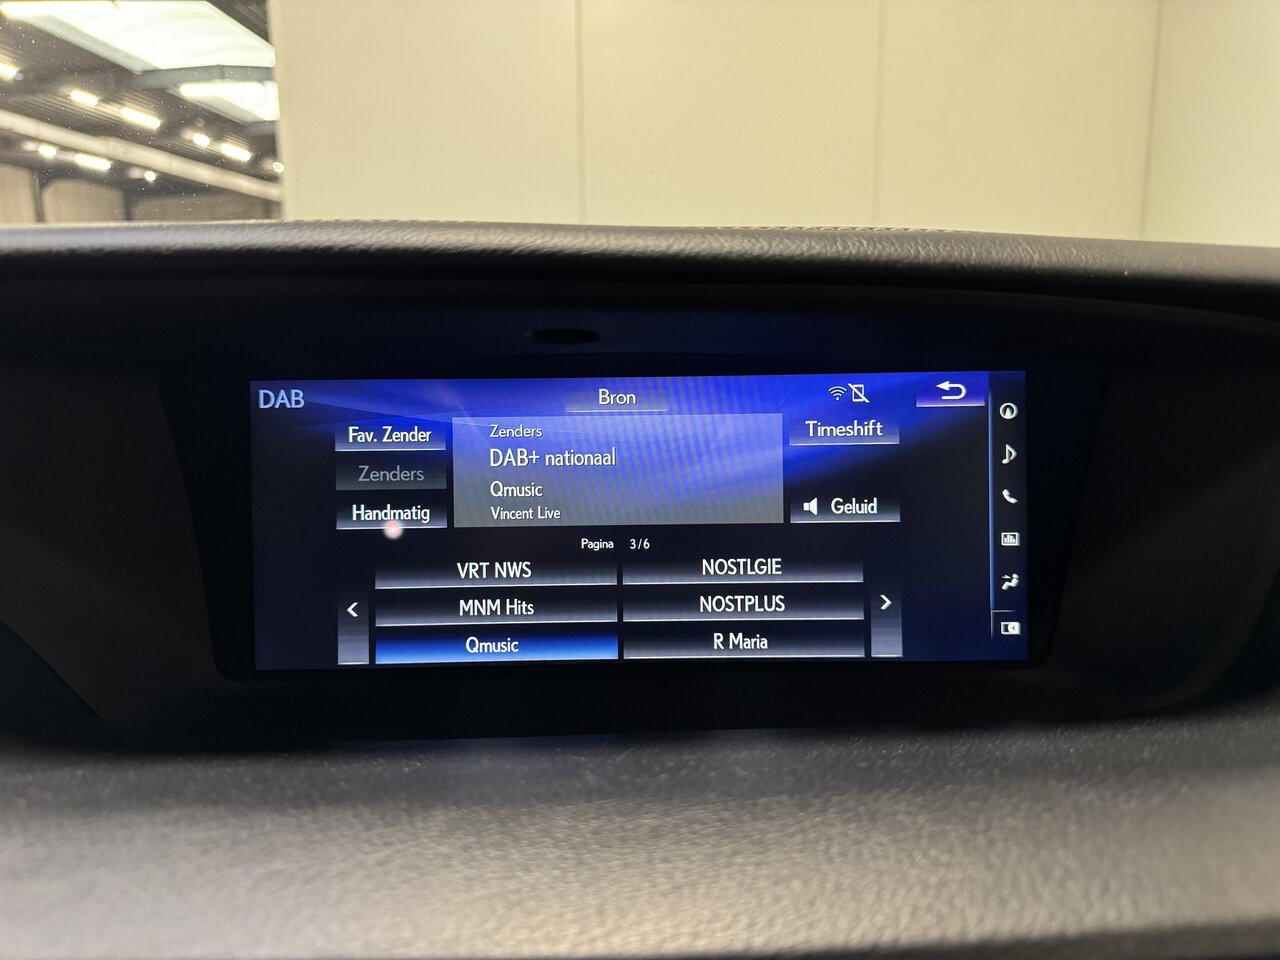 DAB
Bron
Fav. Zender
Zenders
Handmatig
Zenders
DAB+ nationaal
Qmusic
Vincent Live
Timeshift
Geluid
Pagina 3/6
VRT NWS
NOSTLGIE
< MNM Hits
NOSTPLUS >
Qmusic
R Maria